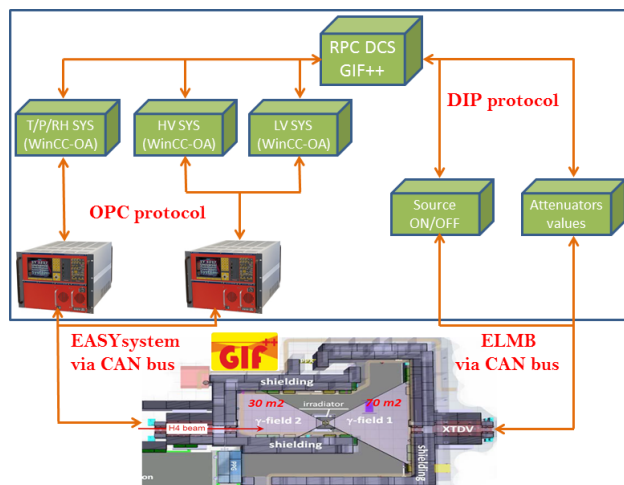 RPC DCS
GIF++
DIP protocol
T/P/RH SYS
(WinCC-OA)
HV SYS
(WinCC-OA)
LV SYS
(WinCC-OA)
OPC protocol
Source
ON/OFF
Attenuators
values
EASYsystem
via CAN bus
GIF++
ELMB
via CAN bus
shielding
30 m2
irradiator
70 m2
γ-field 2
γ-field 1
H4 beam
XTDV
shielding
shielding
PPG
on